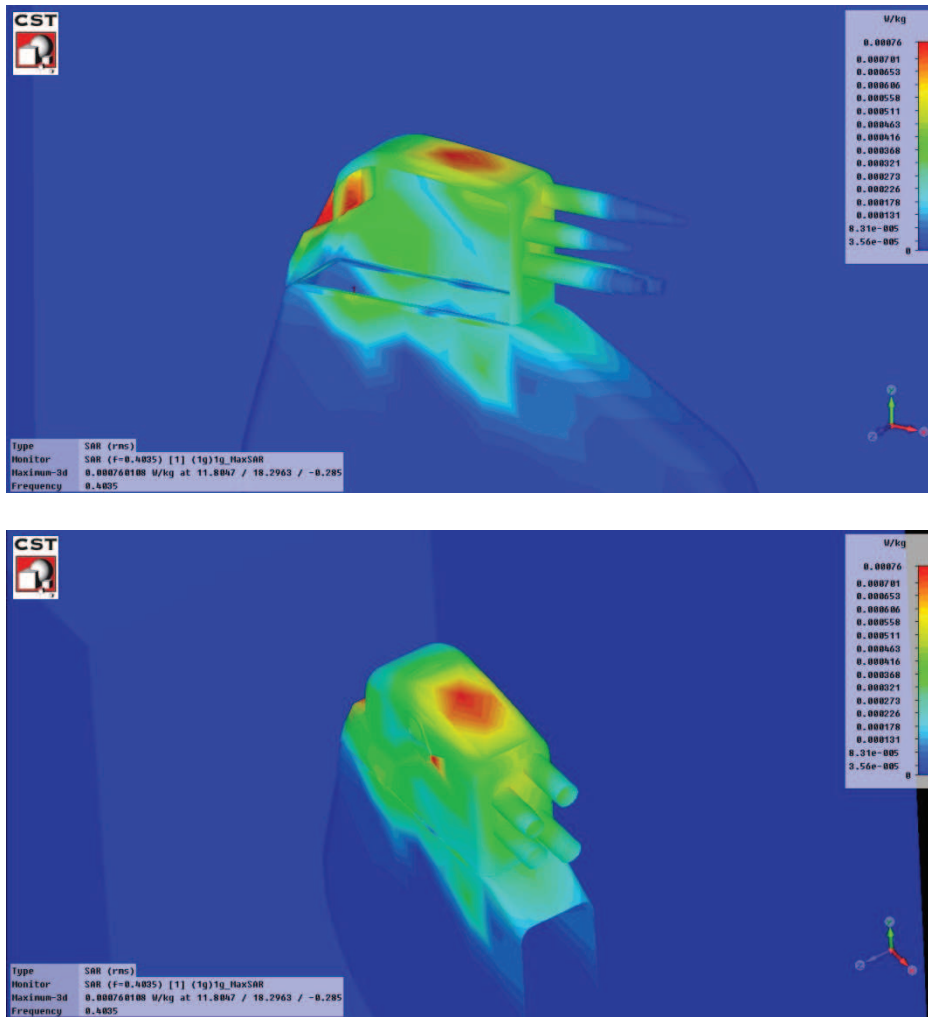 CST
W/kg
0.00076
0.000701
0.000653
0.000606
0.000558
0.000511
0.000463
0.000416
0.000368
0.000321
0.000273
0.000226
0.000178
0.000131
8.31e-005
3.56e-005
0
Type SAR (rms)
Monitor SAR (f=0.4035) [1] (1g)1g_MaxSAR
Maximum-3d 0.000760108 W/kg at 11.8047 / 18.2963 / -0.285
Frequency 0.4035
CST
W/kg
0.00076
0.000701
0.000653
0.000606
0.000558
0.000511
0.000463
0.000416
0.000368
0.000321
0.000273
0.000226
0.000178
0.000131
8.31e-005
3.56e-005
0
Type SAR (rms)
Monitor SAR (f=0.4035) [1] (1g)1g_MaxSAR
Maximum-3d 0.000760108 W/kg at 11.8047 / 18.2963 / -0.285
Frequency 0.4035